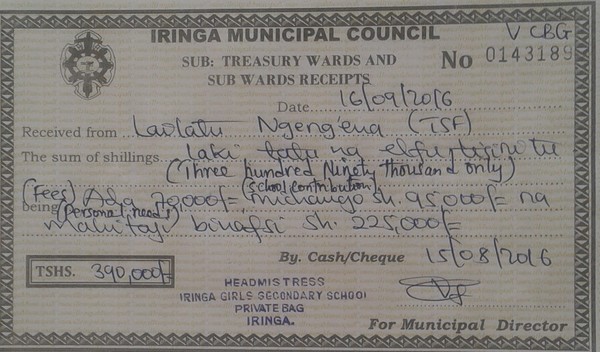 IRINGA MUNICIPAL COUNCIL
V CBG
SUB: TREASURY WARDS AND
SUB WARDS RECEIPTS
No 0143189
Date 16/09/2016
Received from Laulatu Ngeng'ena (TSF)
The sum of shillings Laki tatu na elfu tisini tu
(Three hundred Ninety thousand only)
(Fees) (School contribution)
being Ada 70,000/= michango sh. 95,000/= na
(Personal needs)
mahitaji binafsi sh. 225,000/=
By. Cash/Cheque 15/08/2016
TSHS. 390,000/=
HEADMISTRESS
IRINGA GIRLS SECONDARY SCHOOL
PRIVATE BAG
IRINGA.
For Municipal Director